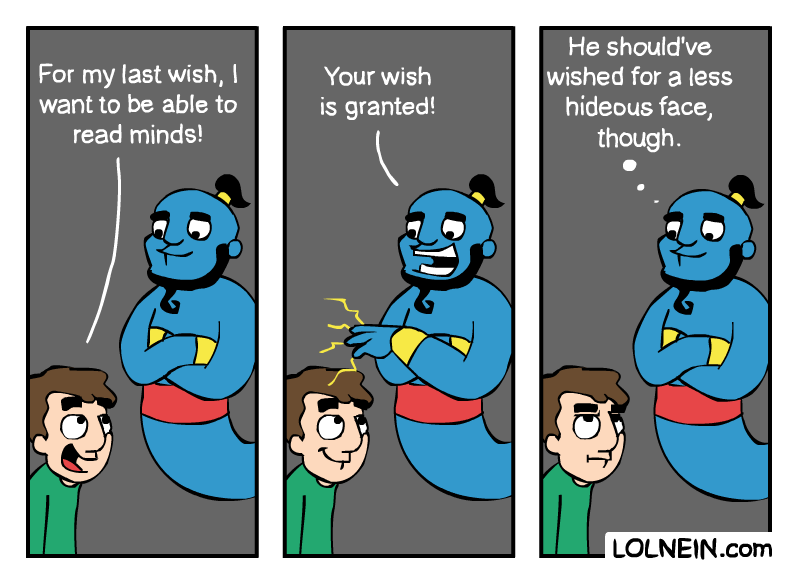 For my last wish, I
want to be able to
read minds!
Your wish
is granted!
He should've
wished for a less
hideous face,
though.
LOLNEIN.com